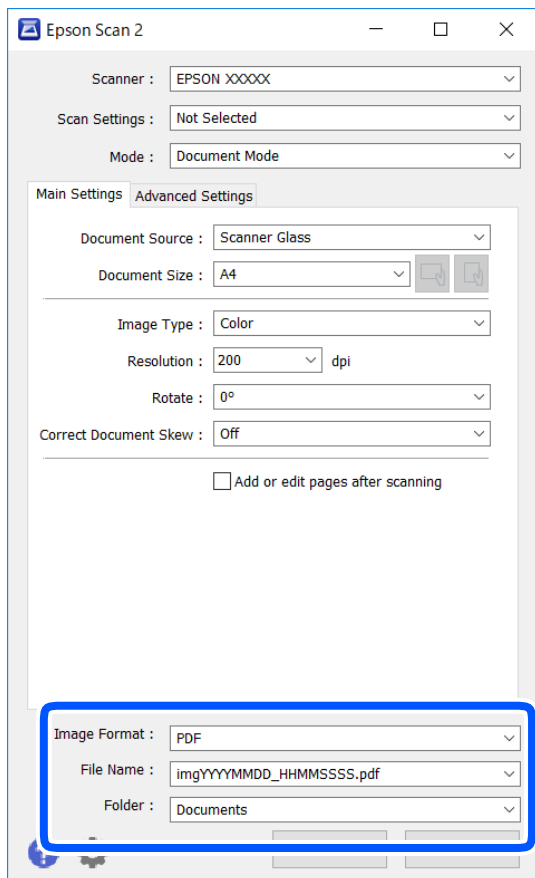 Epson Scan 2
Scanner : EPSON XXXXX
Scan Settings : Not Selected
Mode : Document Mode
Main Settings Advanced Settings
Document Source : Scanner Glass
Document Size : A4
Image Type : Color
Resolution : 200 dpi
Rotate : 0°
Correct Document Skew : Off
Add or edit pages after scanning
Image Format : PDF
File Name : imgYYYYMMDD_HHMMSSSS.pdf
Folder : Documents